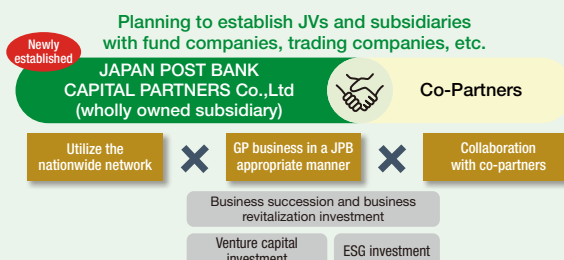 Planning to establish JVs and subsidiaries
with fund companies, trading companies, etc.
Newly
established
JAPAN POST BANK
CAPITAL PARTNERS Co.,Ltd
(wholly owned subsidiary)
Co-Partners
Utilize the
nationwide network
GP business in a JPB
appropriate manner
Collaboration
with co-partners
Business succession and business
revitalization investment
Venture capital
investment
ESG investment